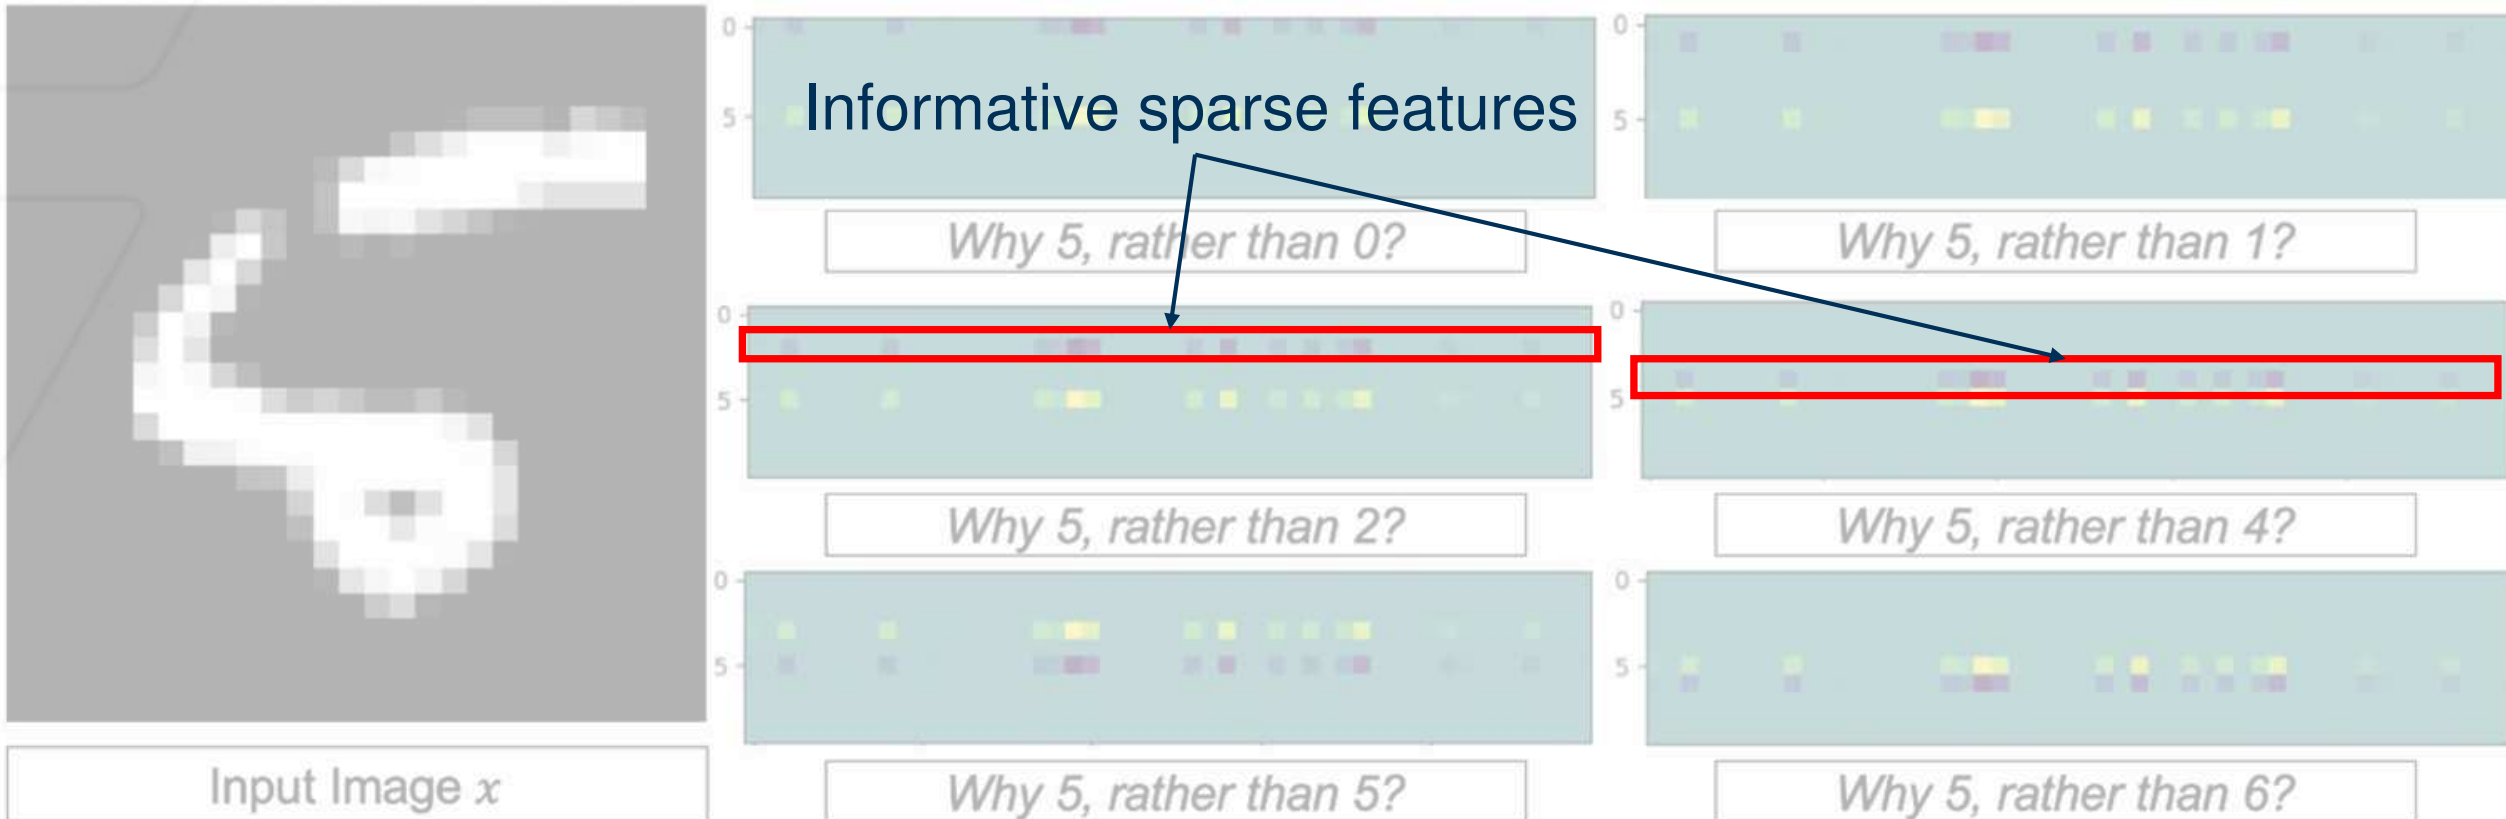 0
5
Informative sparse features
Why 5, rather than 0?
0
5
Why 5, rather than 1?
0
5
Why 5, rather than 2?
0
5
Why 5, rather than 4?
0
5
Why 5, rather than 5?
0
5
Why 5, rather than 6?
Input Image x